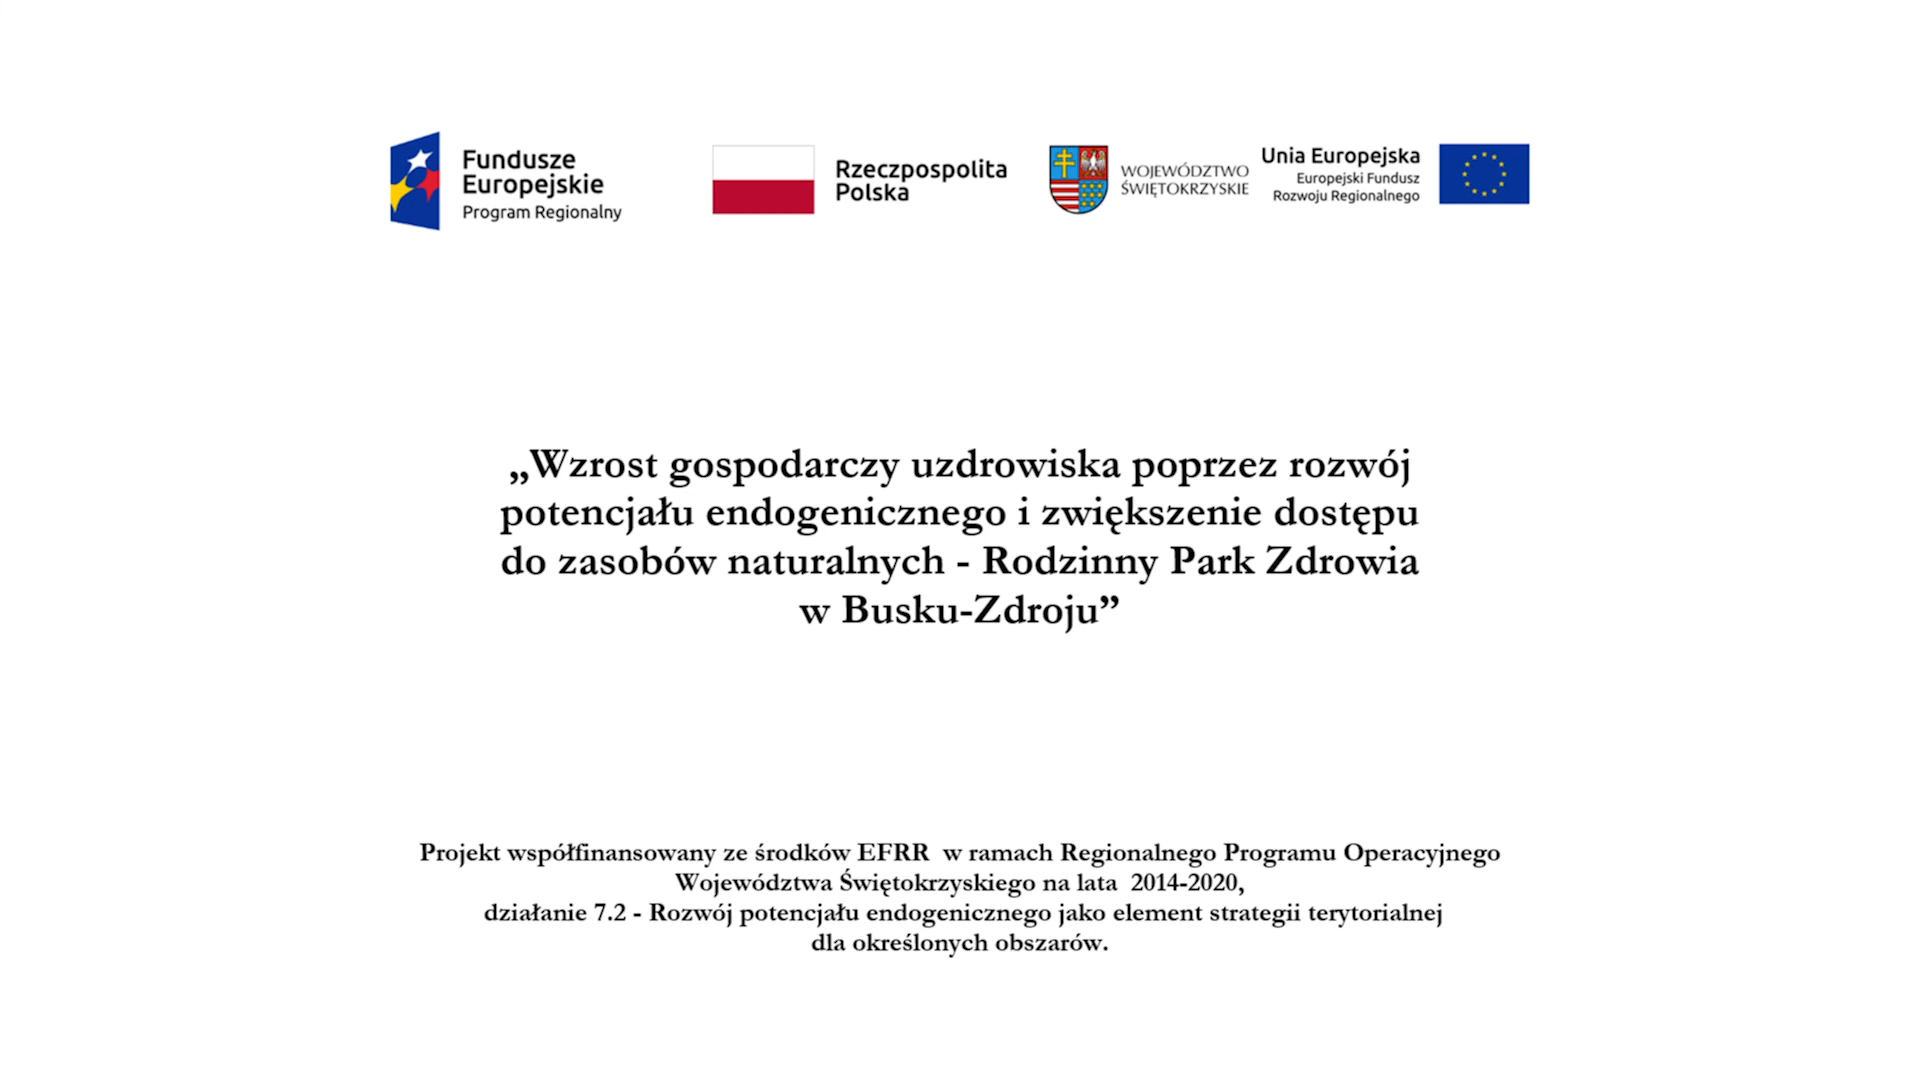 Fundusze
Europejskie
Program Regionalny
Rzeczpospolita
Polska
WOJEWÓDZTWO
ŚWIĘTOKRZYSKIE
Unia Europejska
Europejski Fundusz
Rozwoju Regionalnego
„Wzrost gospodarczy uzdrowiska poprzez rozwój
potencjału endogenicznego i zwiększenie dostępu
do zasobów naturalnych - Rodzinny Park Zdrowia
w Busku-Zdroju”
Projekt współfinansowany ze środków EFRR  w ramach Regionalnego Programu Operacyjnego
Województwa Świętokrzyskiego na lata  2014-2020,
działanie 7.2 - Rozwój potencjału endogenicznego jako element strategii terytorialnej
dla określonych obszarów.